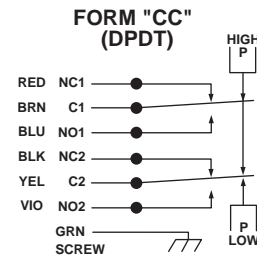 FORM "CC"
(DPDT)
HIGH
P
RED NC1
BRN C1
BLU NO1
BLK NC2
YEL C2
VIO NO2
GRN
SCREW
P
LOW